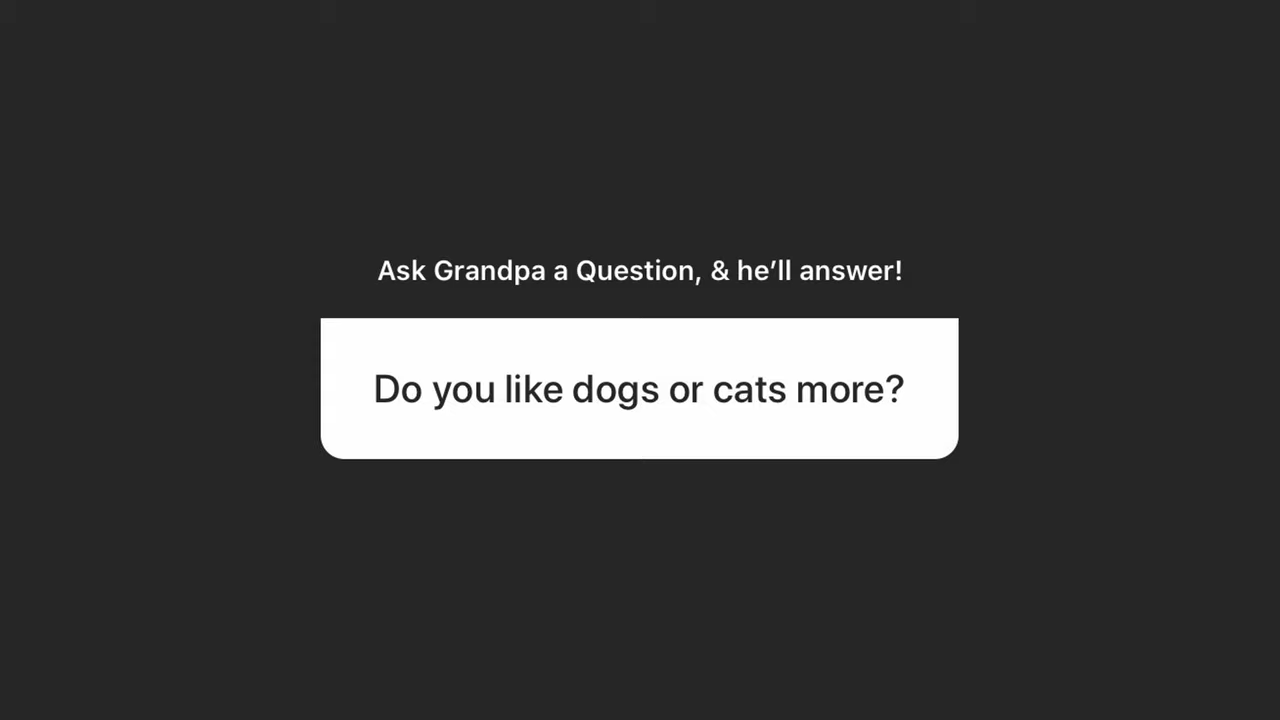 Ask Grandpa a Question, & he’ll answer!
Do you like dogs or cats more?